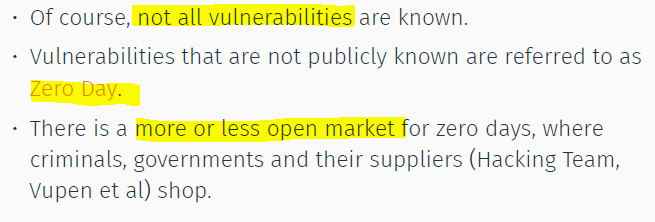 • Of course, not all vulnerabilities are known.
• Vulnerabilities that are not publicly known are referred to as
Zero Day.
• There is a more or less open market for zero days, where
criminals, governments and their suppliers (Hacking Team,
Vupen et al) shop.